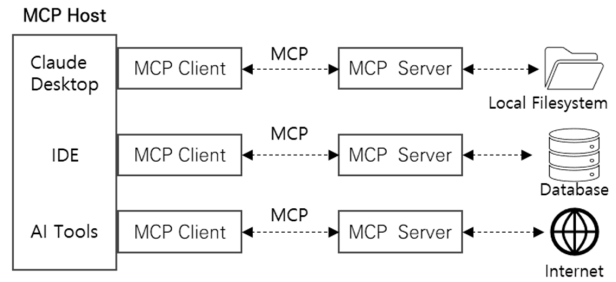 MCP Host
Claude
Desktop
MCP Client
MCP
MCP Server
Local Filesystem
IDE
MCP Client
MCP
MCP Server
Database
AI Tools
MCP Client
MCP
MCP Server
Internet